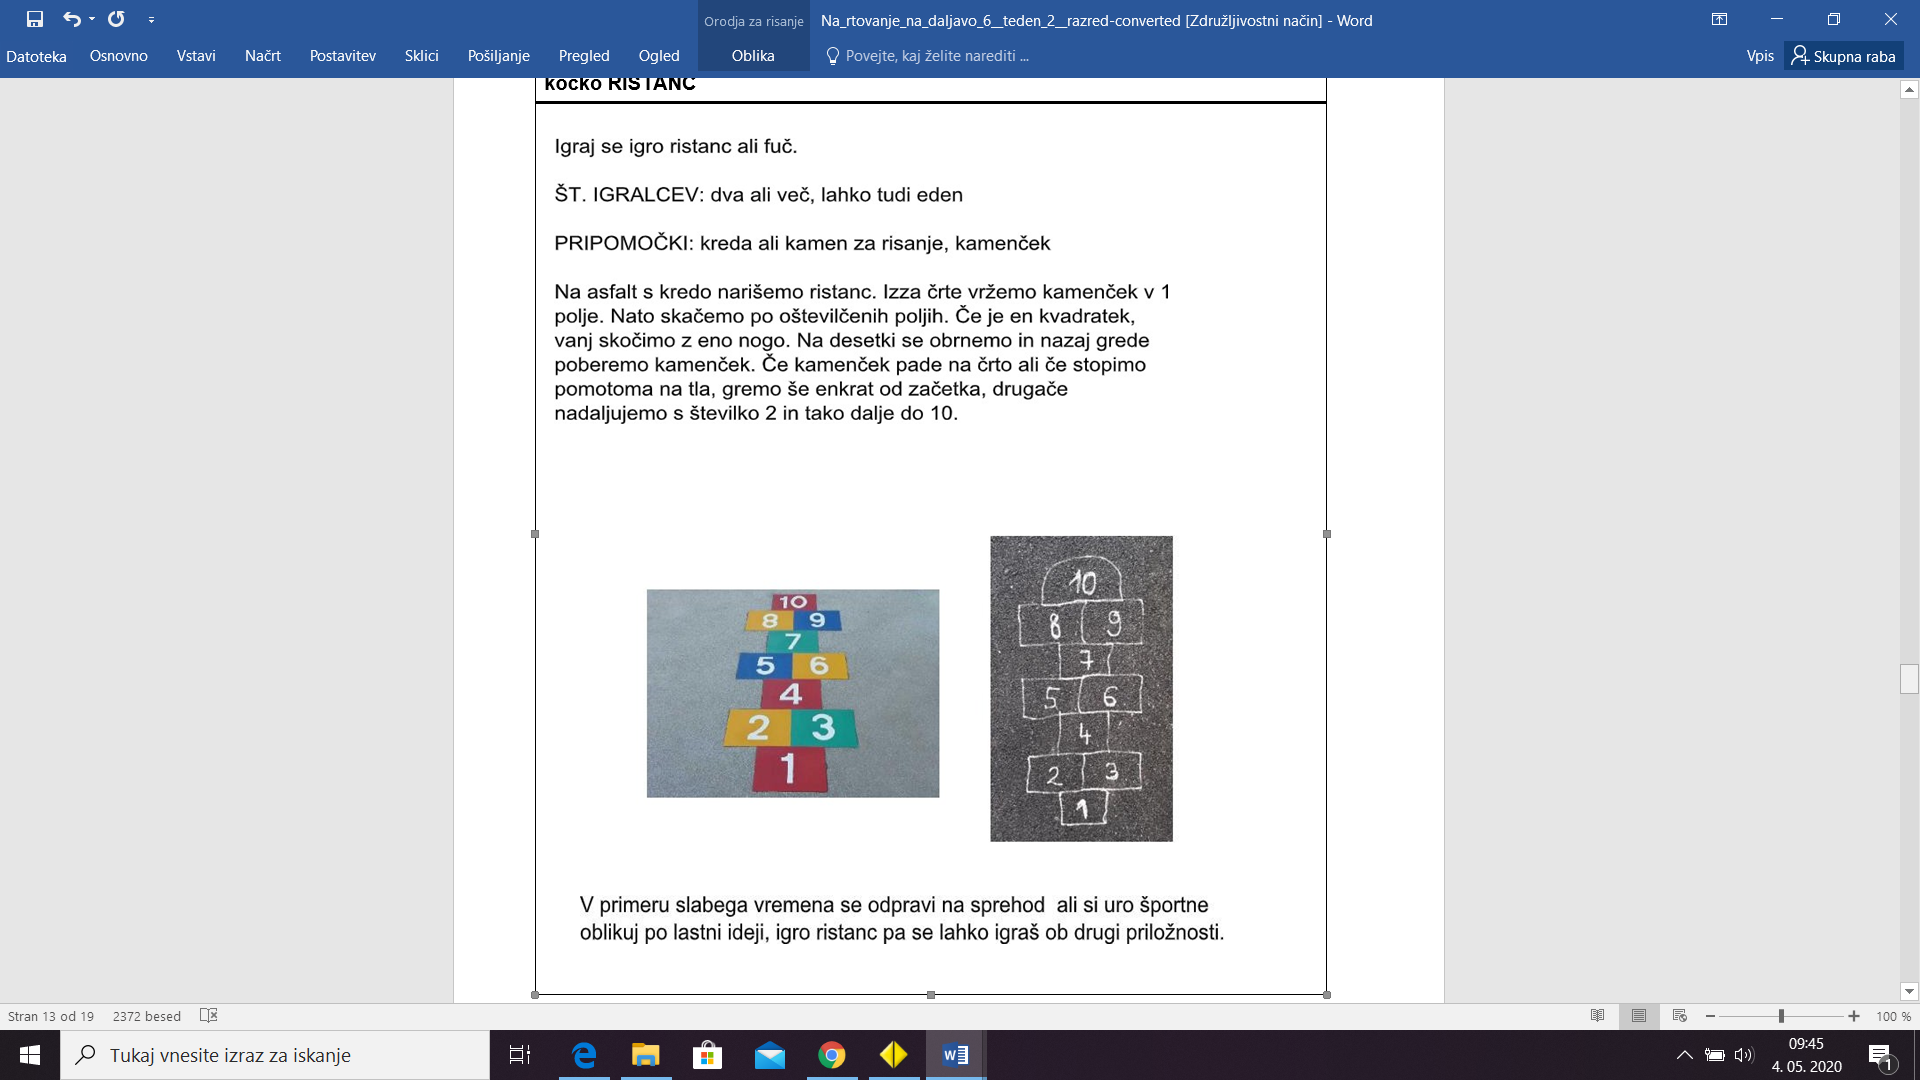 Orodja za risanje
Na_rtovanje_na_daljavo_6__teden_2__razred-converted [Združljivostni način] - Word
Datoteka Osnovno Vstavi Načrt Postavitev Sklici Pošiljanje Pregled Ogled Oblika Povejte, kaj želite narediti ... Vpis Skupna raba
kocko RISTANC
Igraj se igro ristanc ali fuč.
ŠT. IGRALCEV: dva ali več, lahko tudi eden
PRIPOMOČKI: kreda ali kamen za risanje, kamenček
Na asfalt s kredo narišemo ristanc. Izza črte vržemo kamenček v 1
polje. Nato skačemo po oštevilčenih poljih. Če je en kvadratek,
vanj skočimo z eno nogo. Na desetki se obrnemo in nazaj grede
poberemo kamenček. Če kamenček pade na črto ali če stopimo
pomotoma na tla, gremo še enkrat od začetka, drugače
nadaljujemo s številko 2 in tako dalje do 10.
10
8 9
7
5 6
4
2 3
1
10
8 9
7
5 6
4
2 3
1
V primeru slabega vremena se odpravi na sprehod ali si uro športne
oblikuj po lastni ideji, igro ristanc pa se lahko igraš ob drugi priložnosti.
Stran 13 od 19 2372 besed 100 %
Tukaj vnesite izraz za iskanje
09:45
4. 05. 2020
1